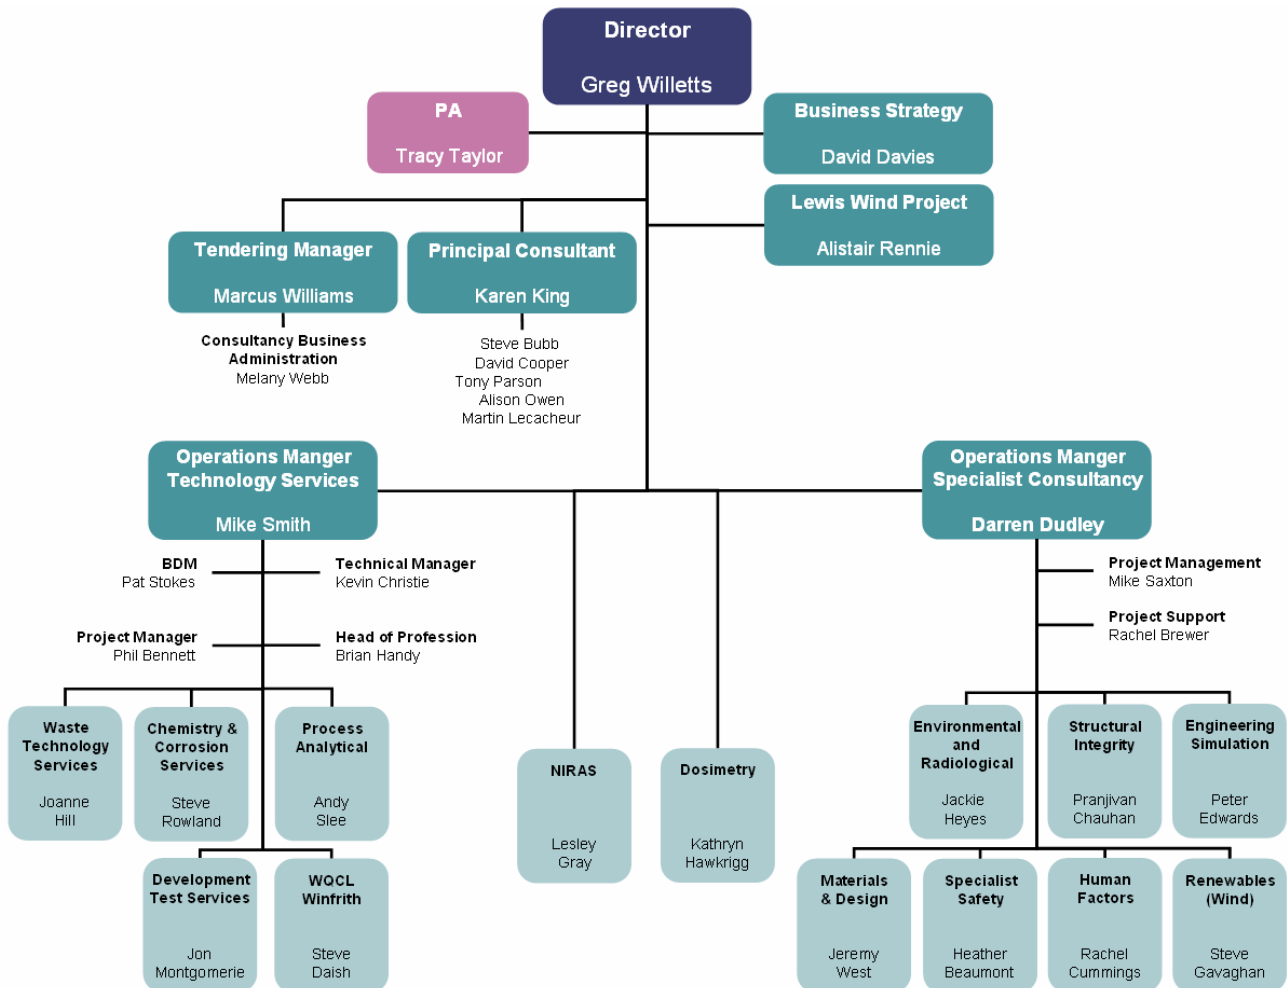 Director
Greg Willetts
PA
Tracy Taylor
Business Strategy
David Davies
Lewis Wind Project
Alistair Rennie
Tendering Manager
Marcus Williams
Principal Consultant
Karen King
Consultancy Business
Administration
Melany Webb
Steve Bubb
David Cooper
Tony Parson
Alison Owen
Martin Lecacheur
Operations Manger
Technology Services
Mike Smith
Operations Manger
Specialist Consultancy
Darren Dudley
BDM
Pat Stokes
Technical Manager
Kevin Christie
Project Manager
Phil Bennett
Head of Profession
Brian Handy
Project Management
Mike Saxton
Project Support
Rachel Brewer
Waste
Technology
Services
Joanne
Hill
Chemistry &
Corrosion
Services
Steve
Rowland
Process
Analytical
Andy
Slee
NIRAS
Lesley
Gray
Dosimetry
Kathryn
Hawkrigg
Environmental
and
Radiological
Jackie
Heyes
Structural
Integrity
Pranjivan
Chauhan
Engineering
Simulation
Peter
Edwards
Development
Test Services
Jon
Montgomerie
WQCL
Winfrith
Steve
Daish
Materials
& Design
Jeremy
West
Specialist
Safety
Heather
Beaumont
Human
Factors
Rachel
Cummings
Renewables
(Wind)
Steve
Gavaghan